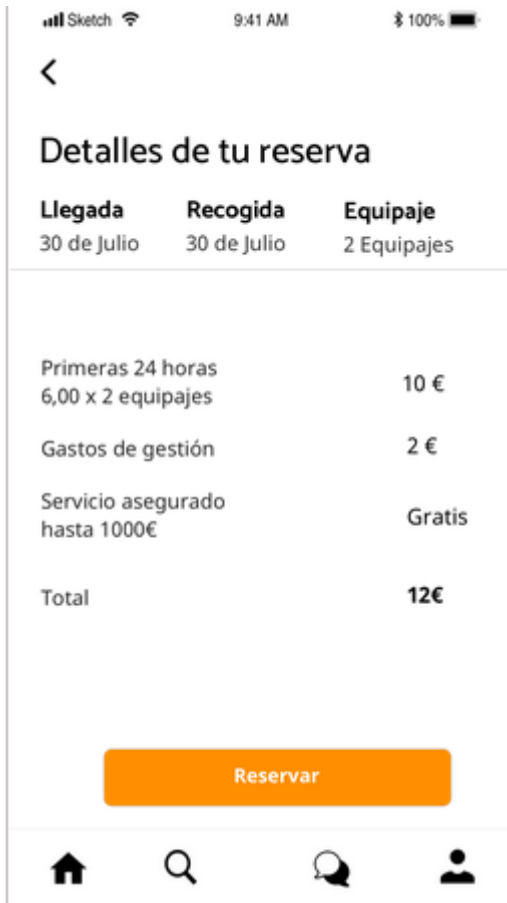 Sketch 9:41 AM 100%
Detalles de tu reserva
Llegada Recogida Equipaje
30 de Julio 30 de Julio 2 Equipajes
Primeras 24 horas
6,00 x 2 equipajes 10 €
Gastos de gestión 2 €
Servicio asegurado
hasta 1000€ Gratis
Total 12€
Reservar